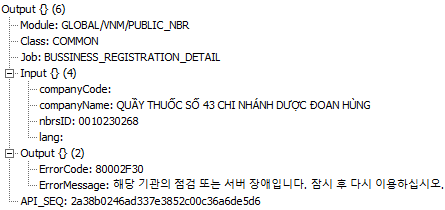 Output {} (6)
Module: GLOBAL/VNM/PUBLIC_NBR
Class: COMMON
Job: BUSSINESS_REGISTRATION_DETAIL
Input {} (4)
companyCode:
companyName: QUẦY THUỐC SỐ 43 CHI NHÁNH DƯỢC ĐOAN HÙNG
nbrsID: 0010230268
lang:
Output {} (2)
ErrorCode: 80002F30
ErrorMessage: 해당 기관의 점검 또는 서버 장애입니다. 잠시 후 다시 이용하십시오.
API_SEQ: 2a38b0246ad337e3852c00c36a6de5d6